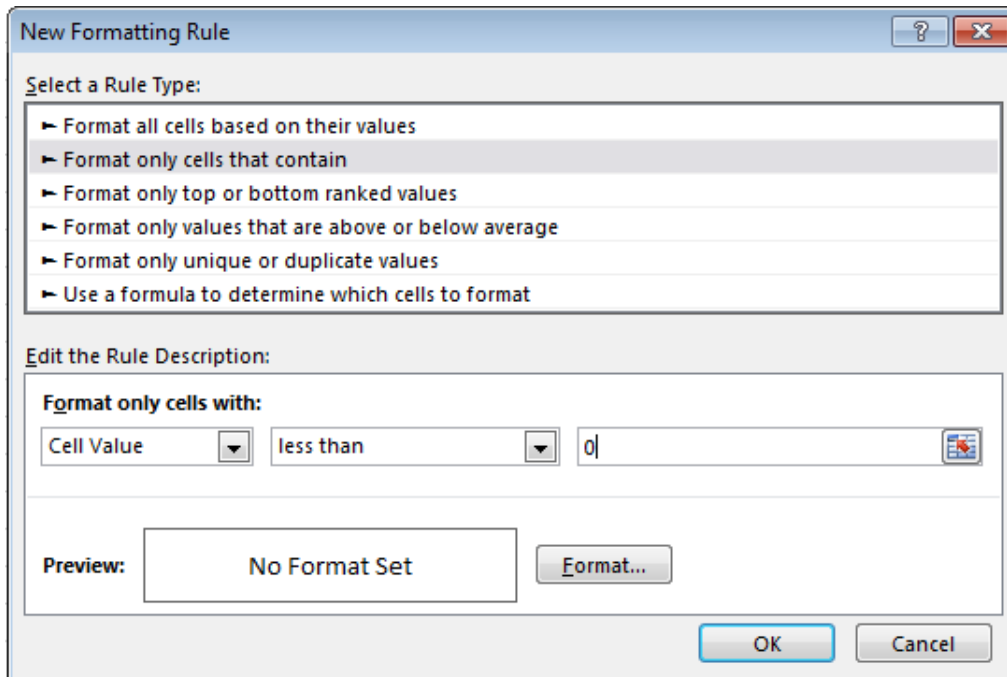 New Formatting Rule
Select a Rule Type:
► Format all cells based on their values
► Format only cells that contain
► Format only top or bottom ranked values
► Format only values that are above or below average
► Format only unique or duplicate values
► Use a formula to determine which cells to format
Edit the Rule Description:
Format only cells with:
Cell Value less than 0
Preview: No Format Set Format...
OK Cancel